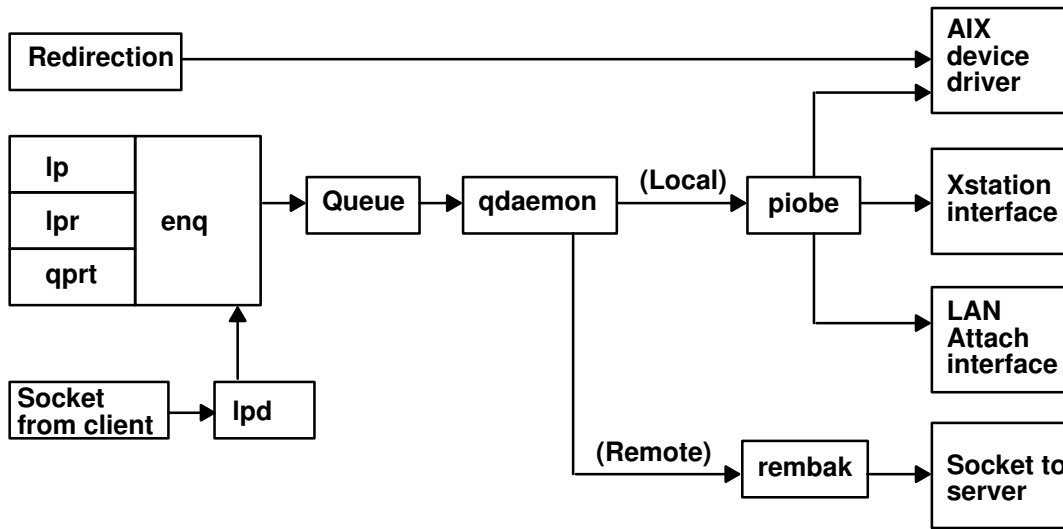 Redirection
AIX
device
driver
lp
lpr
qprt
enq
Queue
qdaemon
(Local)
piobe
Xstation
interface
LAN
Attach
interface
Socket
from client
lpd
(Remote)
rembak
Socket to
server